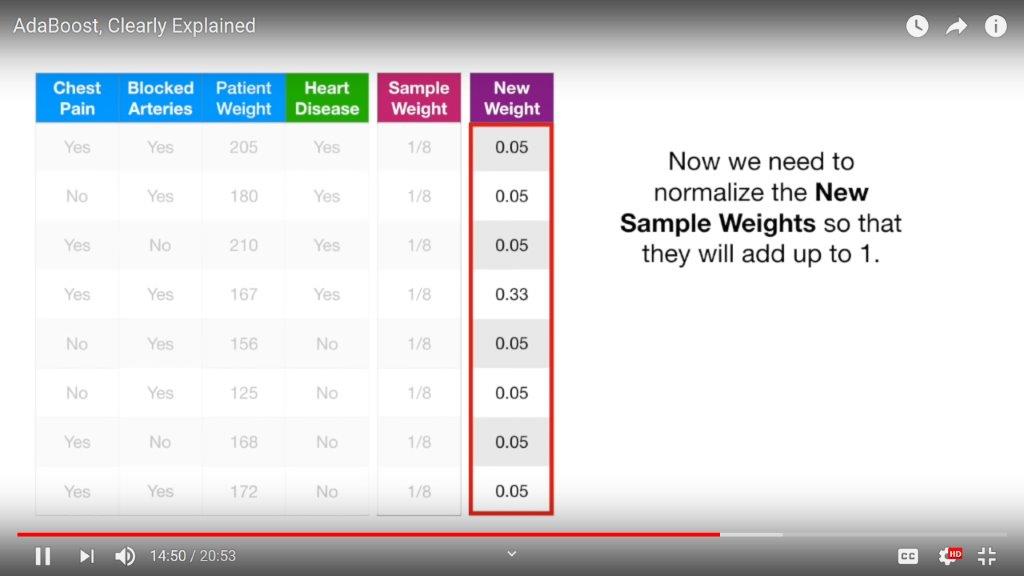 AdaBoost, Clearly Explained
Chest Pain Blocked Arteries Patient Weight Heart Disease Sample Weight New Weight
Yes Yes 205 Yes 1/8 0.05
No Yes 180 Yes 1/8 0.05
Yes No 210 Yes 1/8 0.05
Yes Yes 167 Yes 1/8 0.33
No Yes 156 No 1/8 0.05
No Yes 125 No 1/8 0.05
Yes No 168 No 1/8 0.05
Yes Yes 172 No 1/8 0.05
Now we need to
normalize the New
Sample Weights so that
they will add up to 1.
14:50 / 20:53
CC
HD